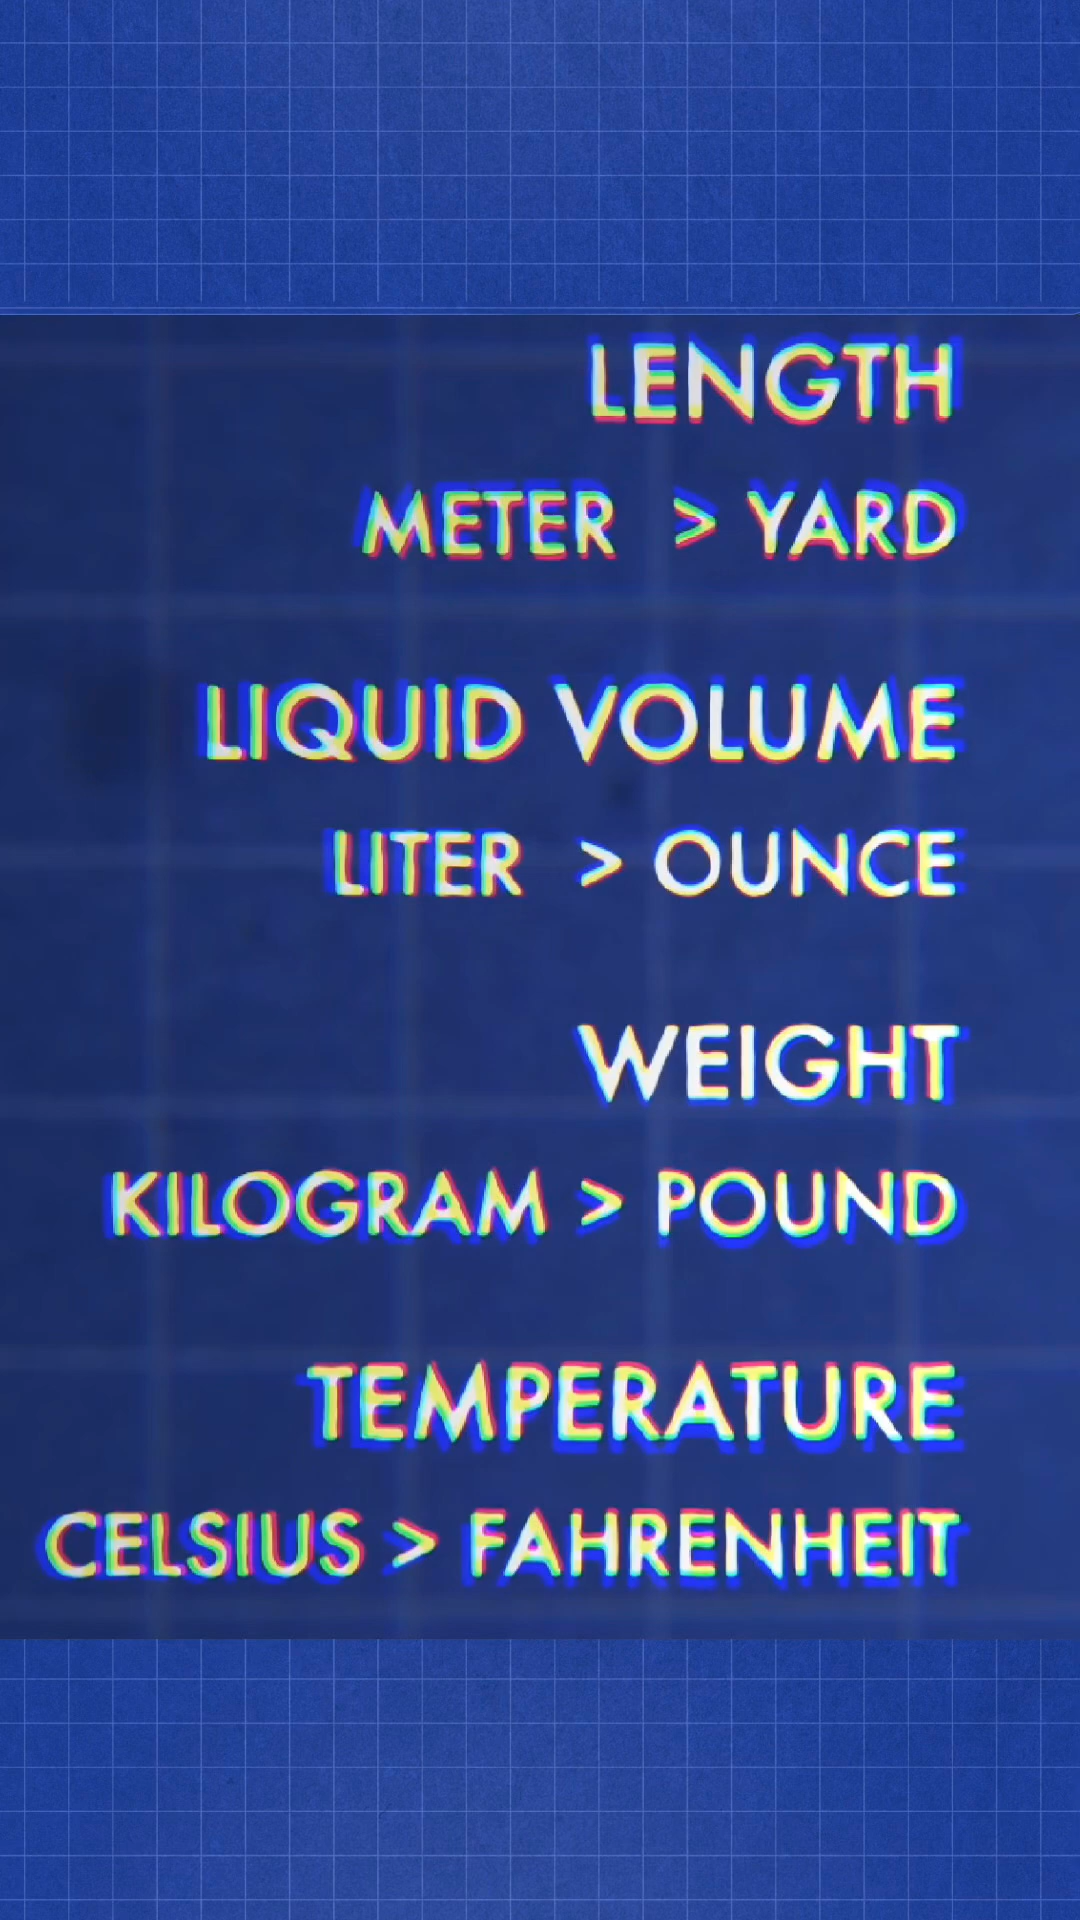 LENGTH
METER > YARD
LIQUID VOLUME
LITER > OUNCE
WEIGHT
KILOGRAM > POUND
TEMPERATURE
CELSIUS > FAHRENHEIT